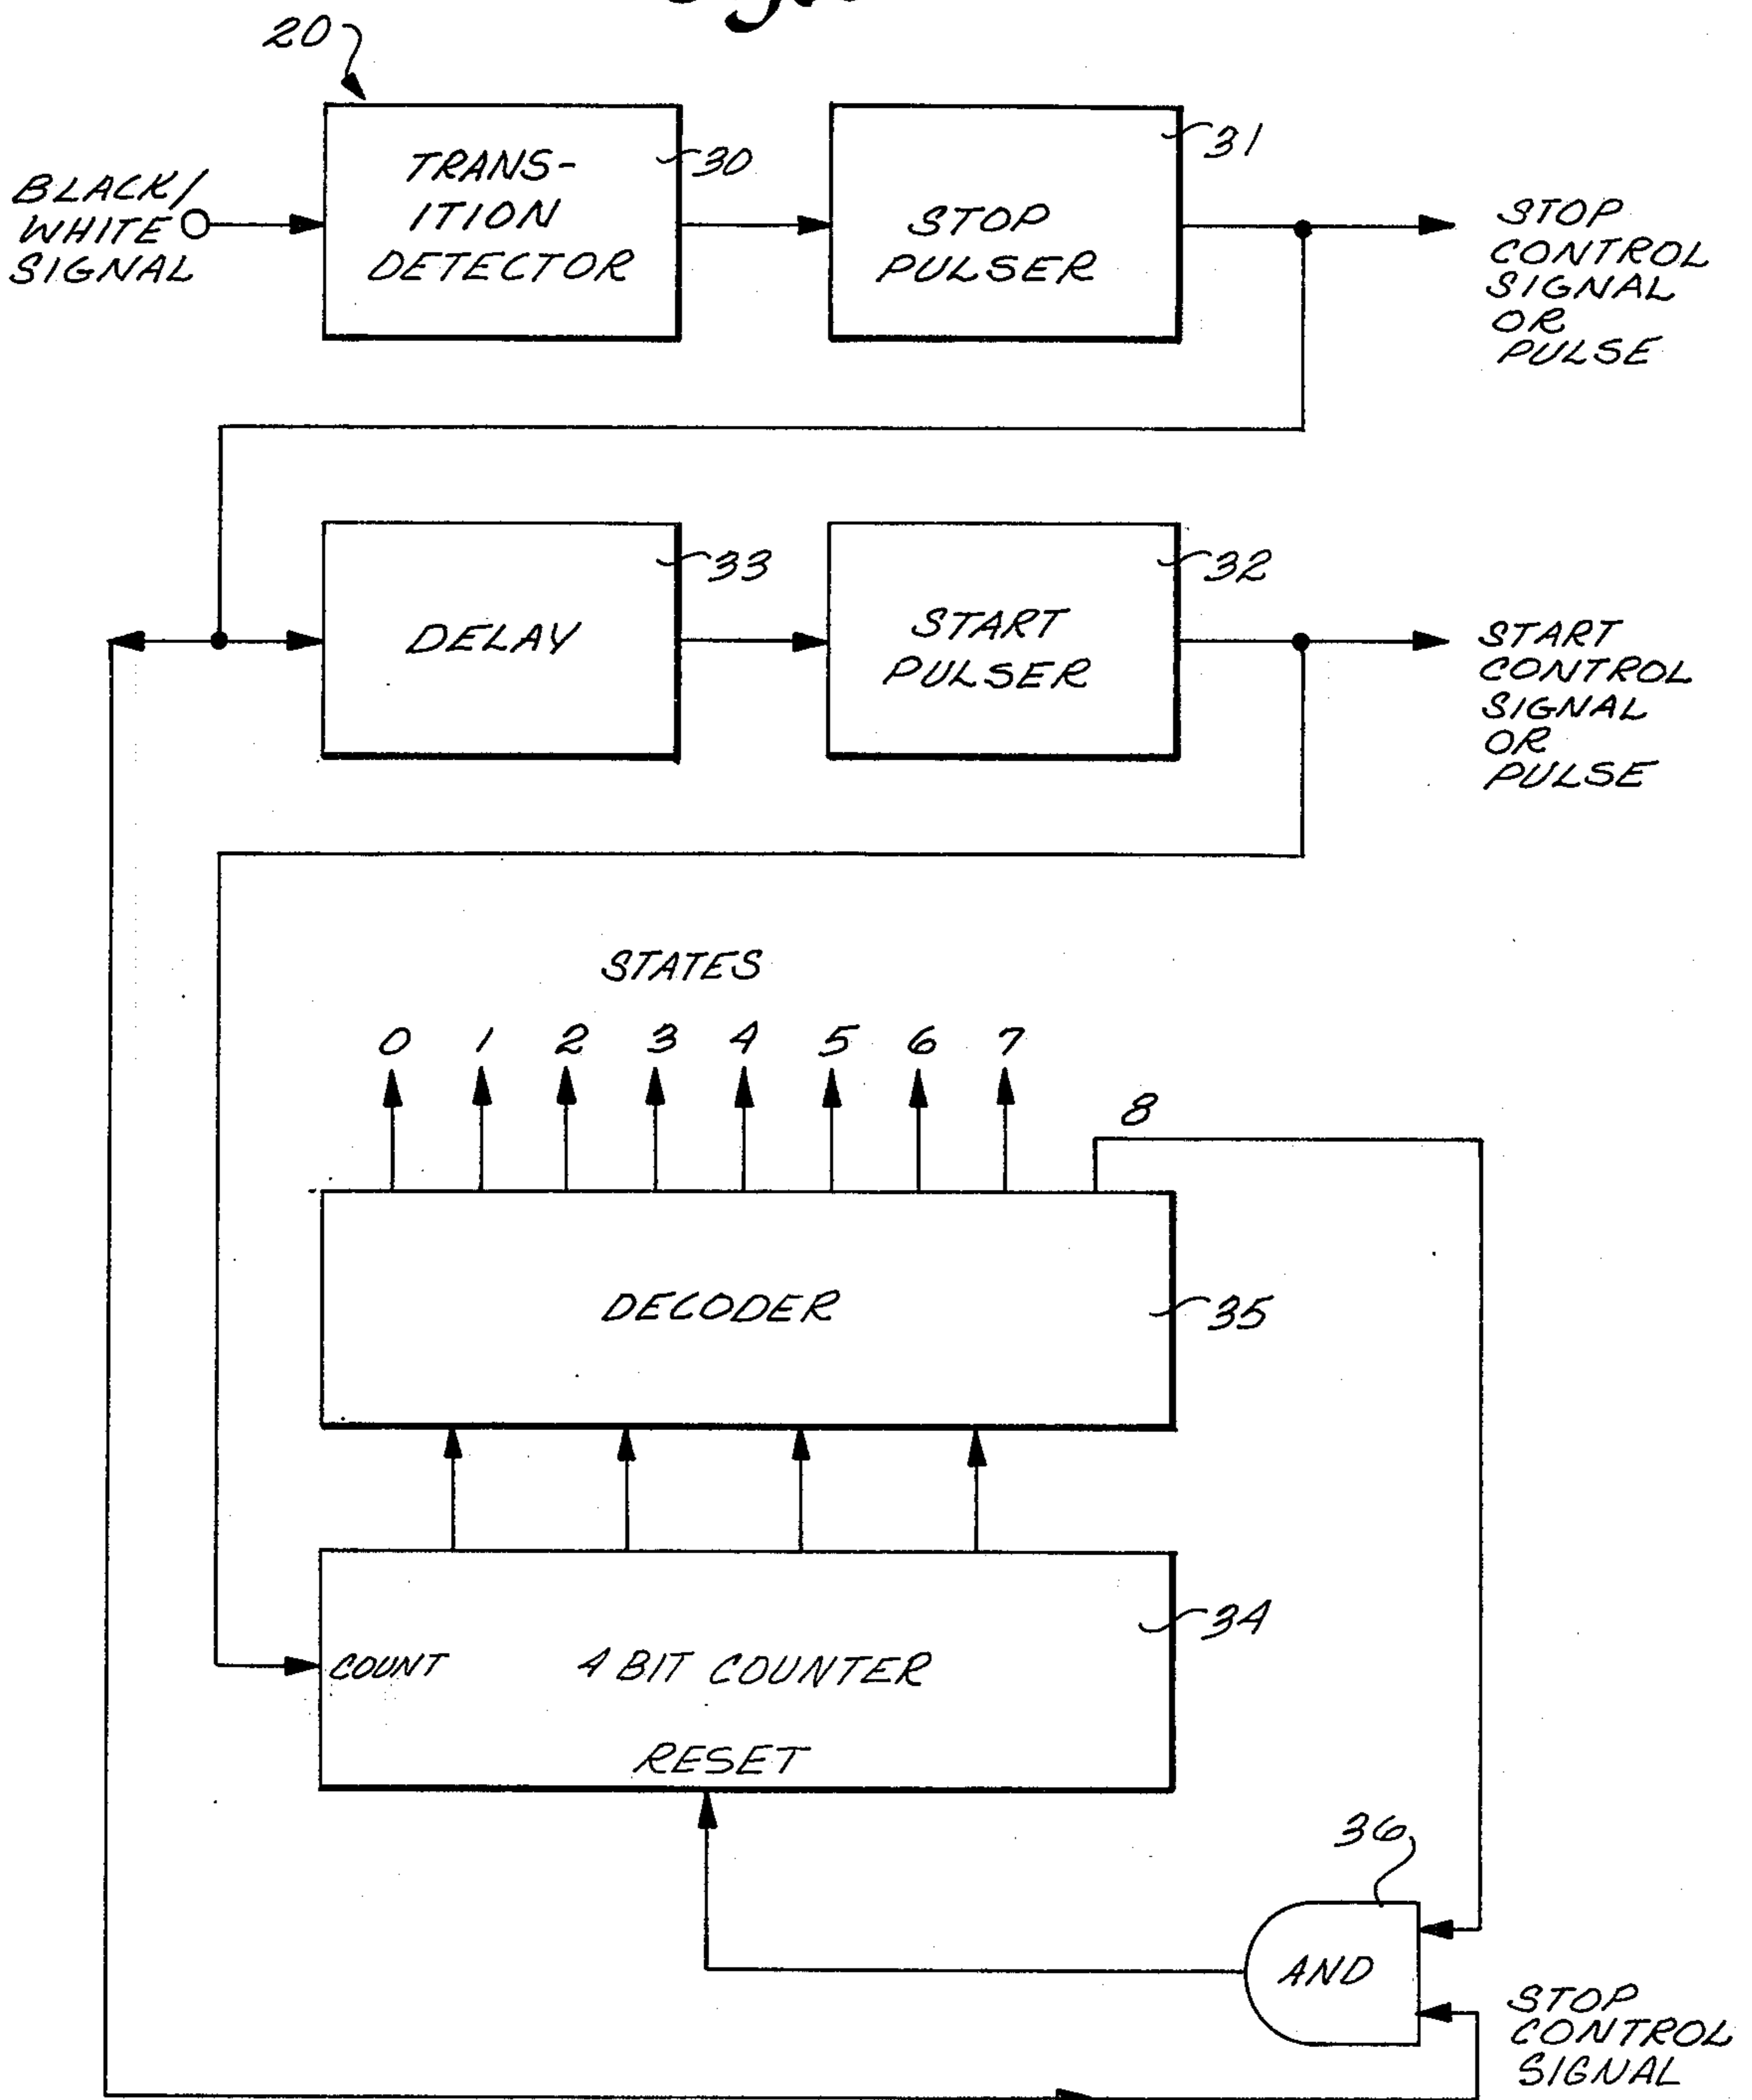 20
BLACK/
WHITE
SIGNAL
TRANS-
ITION
DETECTOR
30
STOP
PULSER
31
STOP
CONTROL
SIGNAL
OR
PULSE
DELAY
33
START
PULSER
32
START
CONTROL
SIGNAL
OR
PULSE
STATES
0 1 2 3 4 5 6 7
8
DECODER
35
COUNT
4 BIT COUNTER
RESET
34
36
AND
STOP
CONTROL
SIGNAL